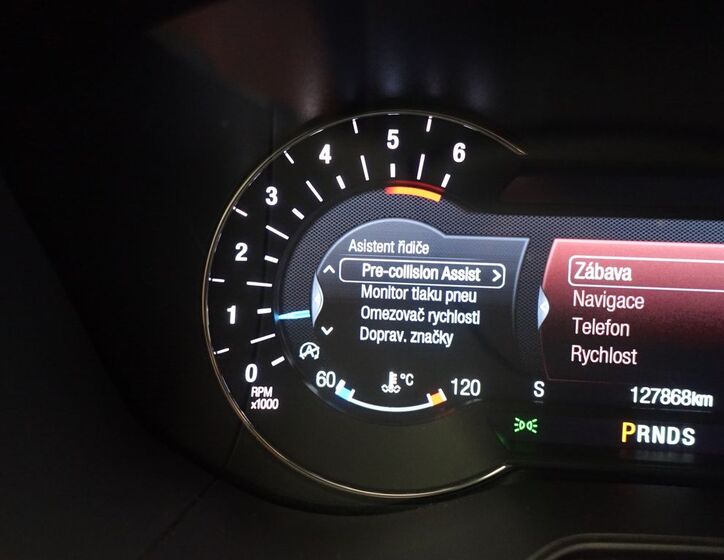 5
4
6
3
2
1
0
RPM
x1000
Asistent řidiče
Pre-collision Assist >
Monitor tlaku pneu
Omezovač rychlosti
Doprav. značky
A
60
°C
120
Zábava
Navigace
Telefon
Rychlost
S
127868km
PRNDS